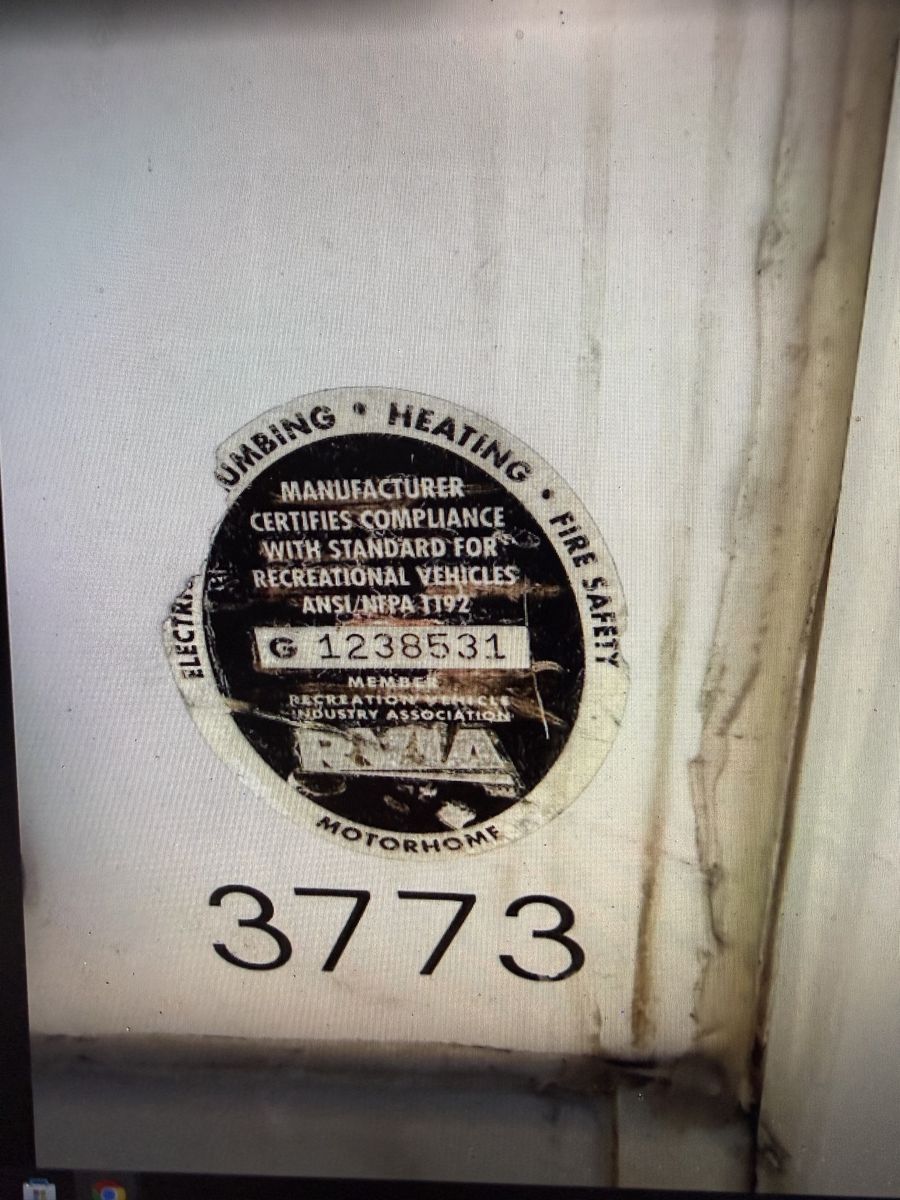 ELECTRI
UMBING • HEATING • FIRE SAFETY
MANUFACTURER
CERTIFIES COMPLIANCE
WITH STANDARD FOR
RECREATIONAL VEHICLES
ANSI/NFPA 1192
G 1238531
MEMBER
RECREATION VEHICLE
INDUSTRY ASSOCIATION
RVIA
MOTORHOME
3773